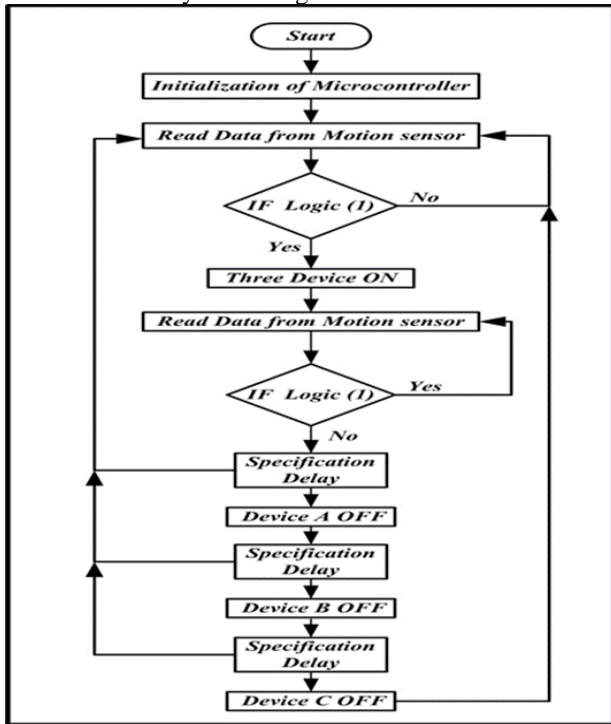 Start
Initialization of Microcontroller
Read Data from Motion sensor
IF Logic (1)
No
Yes
Three Device ON
Read Data from Motion sensor
IF Logic (1)
Yes
No
Specification
Delay
Device A OFF
Specification
Delay
Device B OFF
Specification
Delay
Device C OFF